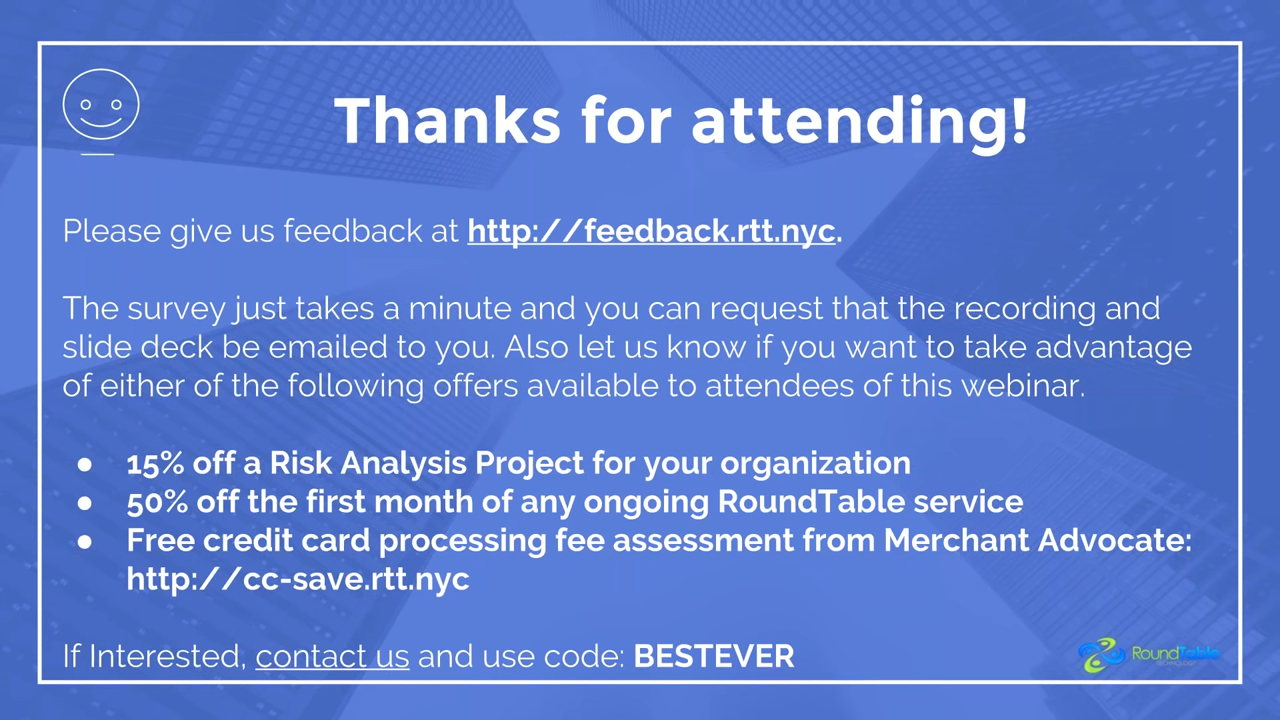 Thanks for attending!
Please give us feedback at http://feedback.rtt.nyc.
The survey just takes a minute and you can request that the recording and
slide deck be emailed to you. Also let us know if you want to take advantage
of either of the following offers available to attendees of this webinar.
● 15% off a Risk Analysis Project for your organization
● 50% off the first month of any ongoing RoundTable service
● Free credit card processing fee assessment from Merchant Advocate:
http://cc-save.rtt.nyc
If Interested, contact us and use code: BESTEVER
RoundTable
TECHNOLOGY